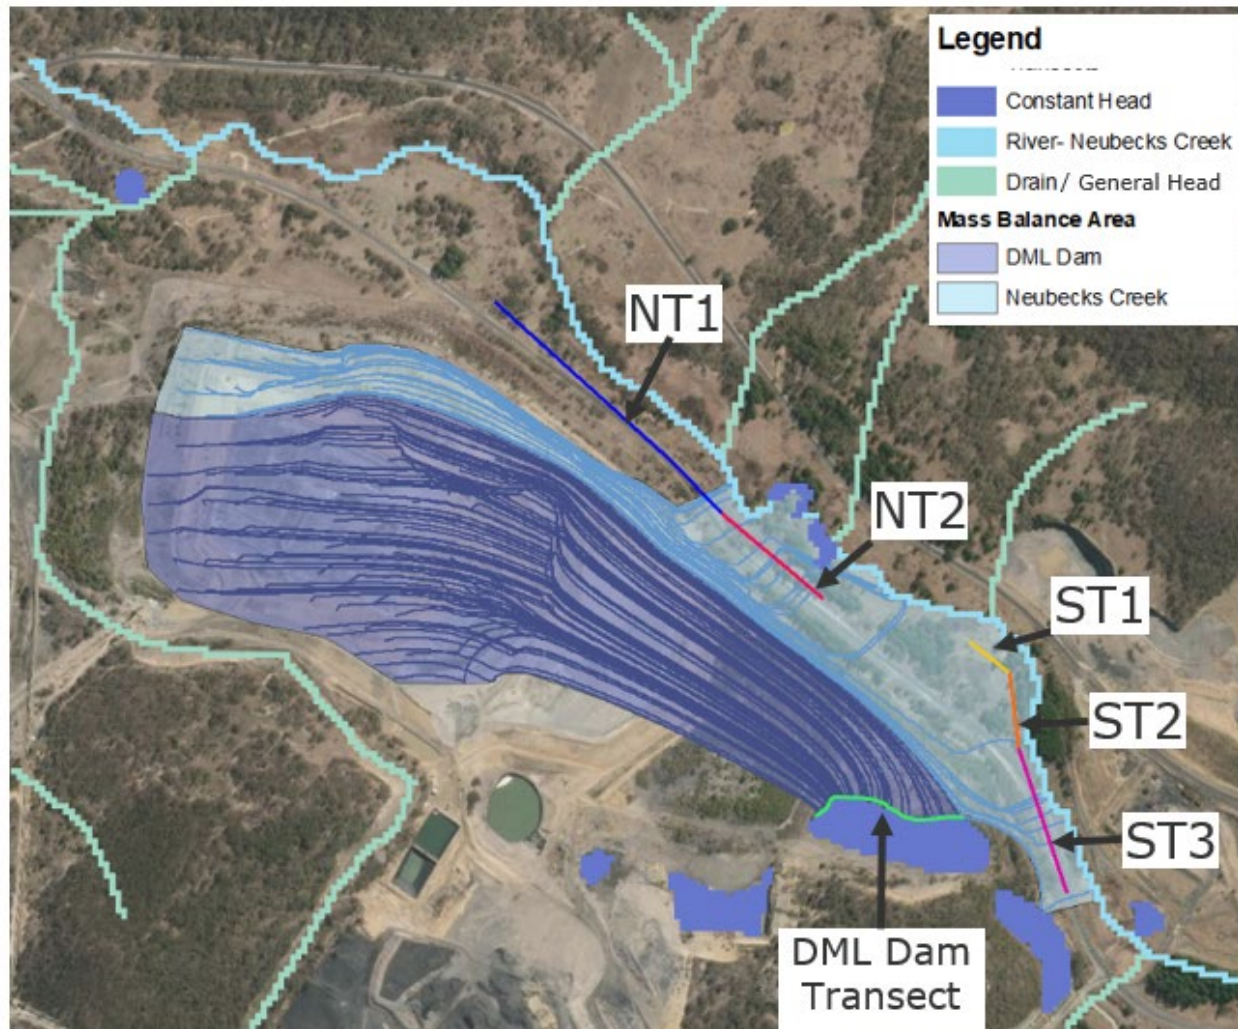 Legend
Constant Head
River- Neubecks Creek
Drain/ General Head
Mass Balance Area
DML Dam
Neubecks Creek
NT1
NT2
ST1
ST2
ST3
DML Dam
Transect